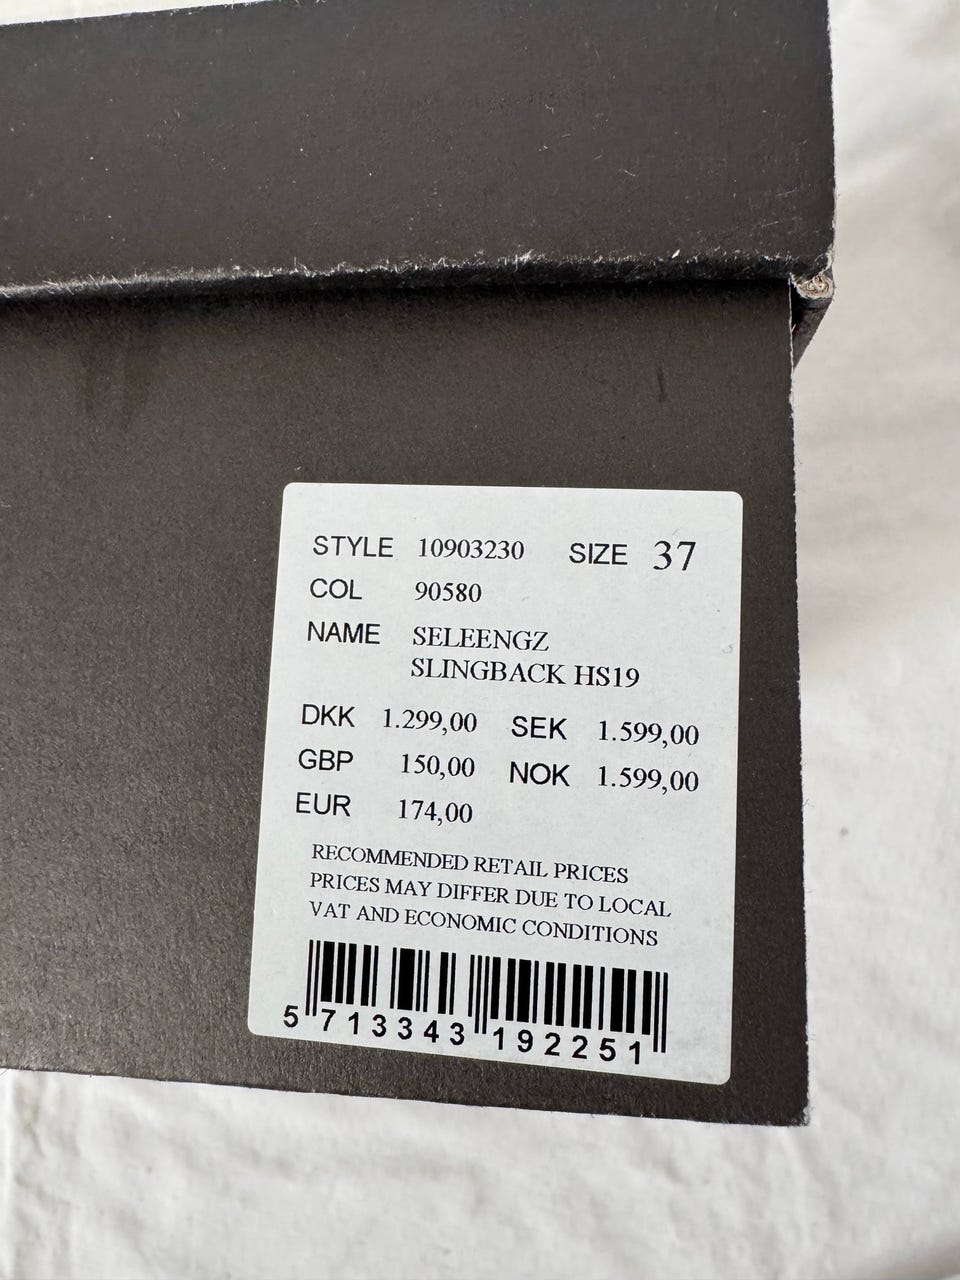 STYLE 10903230 SIZE 37
COL 90580
NAME SELEENGZ
SLINGBACK HS19
DKK 1.299,00 SEK 1.599,00
GBP 150,00 NOK 1.599,00
EUR 174,00
RECOMMENDED RETAIL PRICES
PRICES MAY DIFFER DUE TO LOCAL
VAT AND ECONOMIC CONDITIONS
5 713343 192251